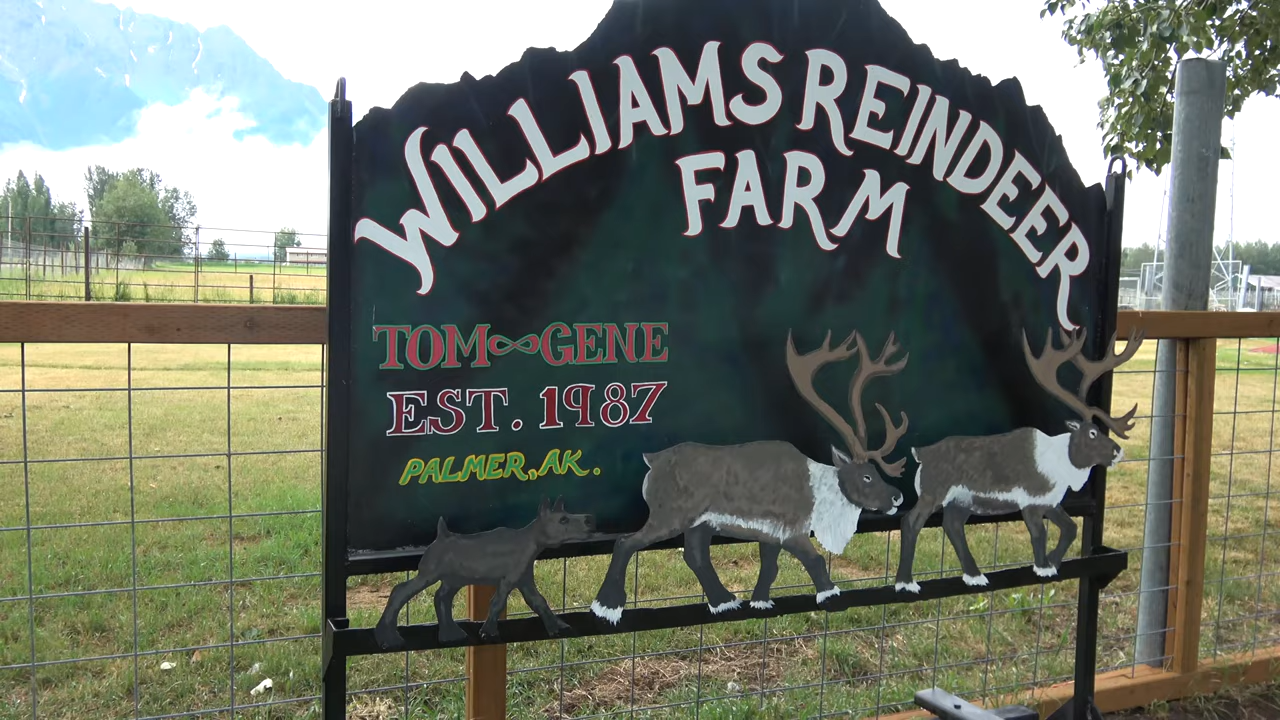 WILLIAMS REINDEER
FARM
TOM∞GENE
EST. 1987
PALMER, AK.